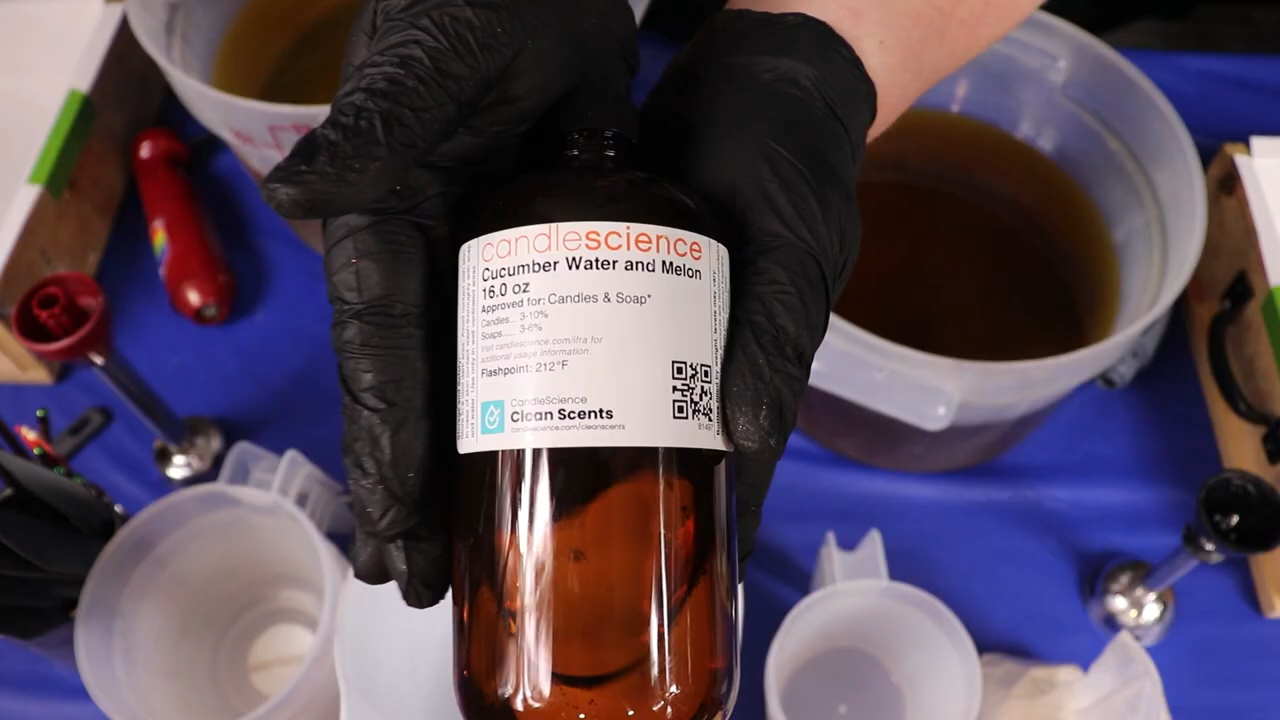 candlescience
Cucumber Water and Melon
16.0 oz
Approved for: Candles & Soap*
Candles... 3-10%
Soaps..... 3-6%
Visit candlescience.com/ifra for
additional usage information.
Flashpoint: 212°F
CandleScience
Clean Scents
candlescience.com/cleanscents